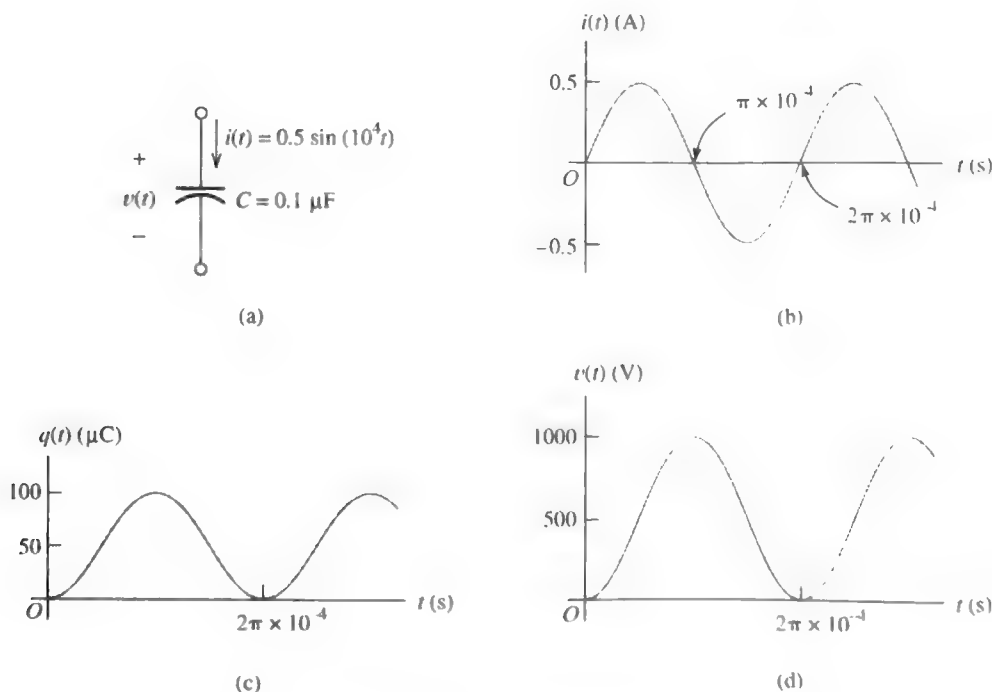 i(t) = 0.5 sin (10⁴t)
+
v(t)
C = 0.1 μF
−
(a)
i(t) (A)
0.5
π × 10⁻⁴
O
t (s)
2π × 10⁻⁴
−0.5
(b)
q(t) (μC)
100
50
O
2π × 10⁻⁴
t (s)
(c)
v(t) (V)
1000
500
O
2π × 10⁻⁴
t (s)
(d)